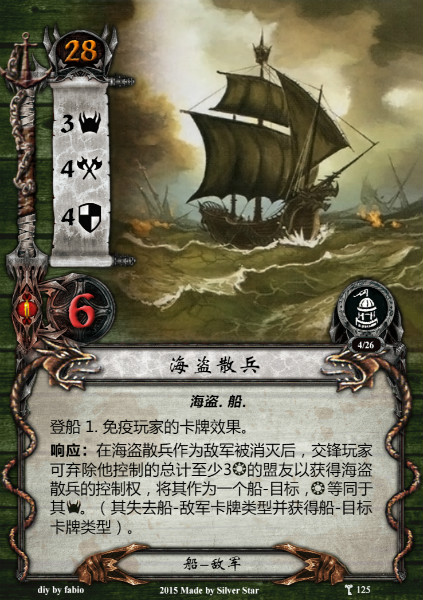 28
3
4
4
6
4/26
海盗散兵
海盗. 船.
登船 1. 免疫玩家的卡牌效果。
响应：在海盗散兵作为敌军被消灭后，交锋玩家
可弃除他控制的总计至少3的盟友以获得海盗
散兵的控制权，将其作为一个船-目标，等同于
其。（其失去船-敌军卡牌类型并获得船-目标
卡牌类型）。
船–敌军
diy by fabio
2015 Made by Silver Star
125